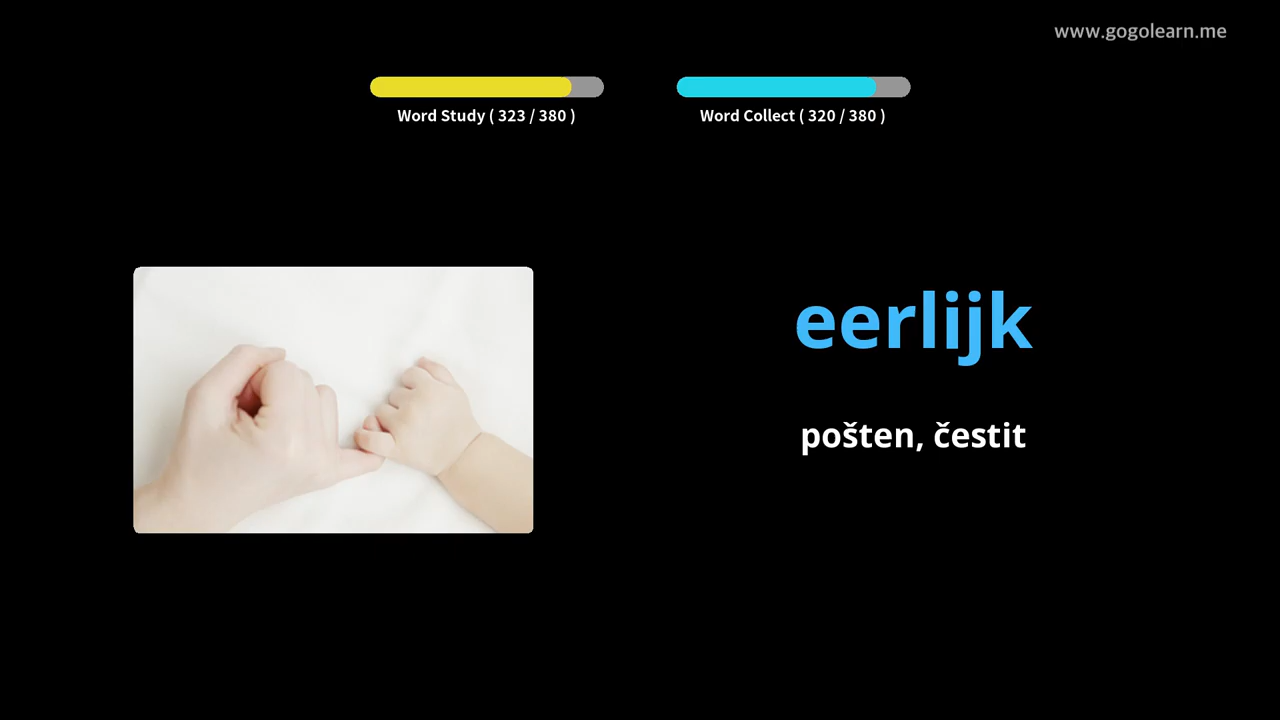 www.gogolearn.me
Word Study ( 323 / 380 )
Word Collect ( 320 / 380 )
eerlijk
pošten, čestit